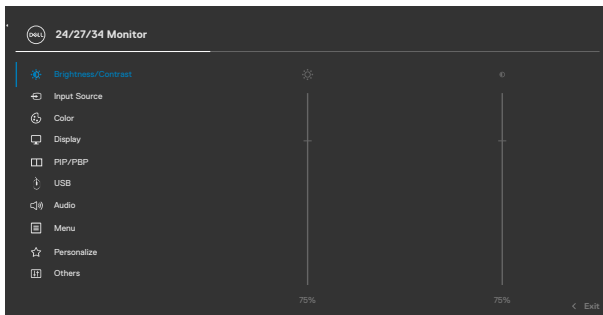 DELL 24/27/34 Monitor
Brightness/Contrast
Input Source
Color
Display
PIP/PBP
USB
Audio
Menu
Personalize
Others
75% 75%
< Exit